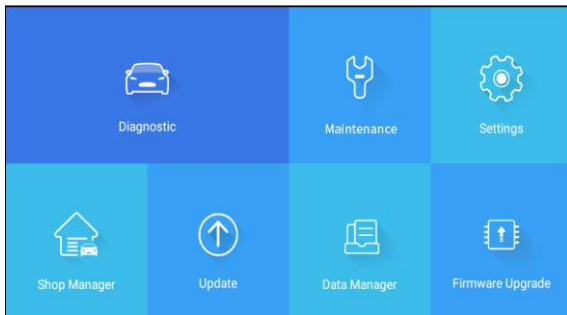 Diagnostic
Maintenance
Settings
Shop Manager
Update
Data Manager
Firmware Upgrade